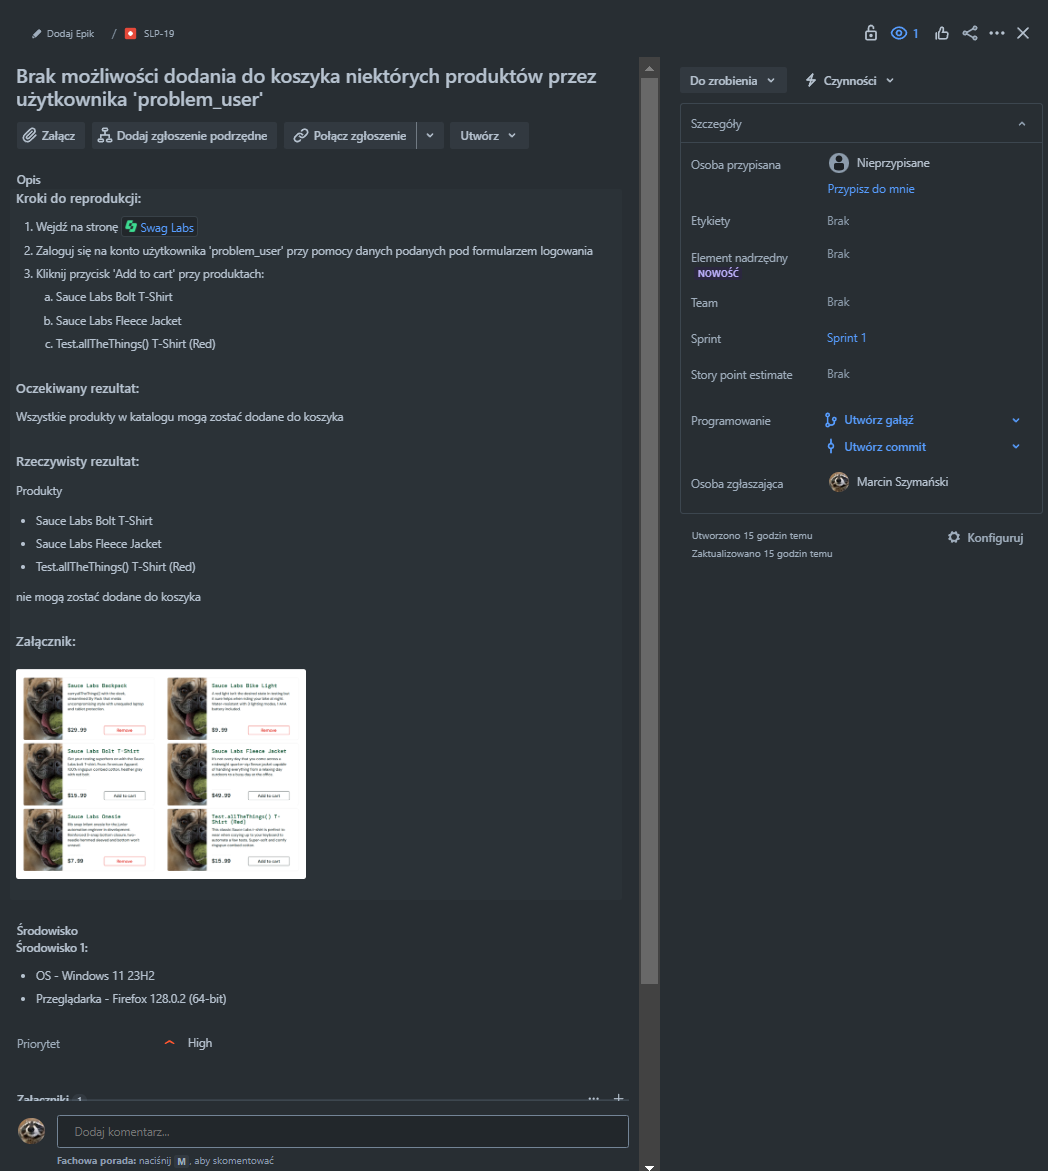 Dodaj Epik / SLP-19
1
Brak możliwości dodania do koszyka niektórych produktów przez
użytkownika 'problem_user'
Załącz
Dodaj zgłoszenie podrzędne
Połącz zgłoszenie
Utwórz
Opis
Kroki do reprodukcji:
1. Wejdź na stronę Swag Labs
2. Zaloguj się na konto użytkownika 'problem_user' przy pomocy danych podanych pod formularzem logowania
3. Kliknij przycisk 'Add to cart' przy produktach:
a. Sauce Labs Bolt T-Shirt
b. Sauce Labs Fleece Jacket
c. Test.allTheThings() T-Shirt (Red)
Oczekiwany rezultat:
Wszystkie produkty w katalogu mogą zostać dodane do koszyka
Rzeczywisty rezultat:
Produkty
• Sauce Labs Bolt T-Shirt
• Sauce Labs Fleece Jacket
• Test.allTheThings() T-Shirt (Red)
nie mogą zostać dodane do koszyka
Załącznik:
Sauce Labs Backpack
$29.99
Remove
Sauce Labs Bike Light
$9.99
Remove
Sauce Labs Bolt T-Shirt
$15.99
Add to cart
Sauce Labs Fleece Jacket
$49.99
Add to cart
Sauce Labs Onesie
$7.99
Remove
Test.allTheThings() T-
Shirt (Red)
$15.99
Add to cart
Środowisko
Środowisko 1:
• OS - Windows 11 23H2
• Przeglądarka - Firefox 128.0.2 (64-bit)
Priorytet
High
Załączniki 1
Dodaj komentarz...
Fachowa porada: naciśnij M, aby skomentować
Do zrobienia
Czynności
Szczegóły
Osoba przypisana
Nieprzypisane
Przypisz do mnie
Etykiety
Brak
Element nadrzędny
NOWOŚĆ
Brak
Team
Brak
Sprint
Sprint 1
Story point estimate
Brak
Programowanie
Utwórz gałąź
Utwórz commit
Osoba zgłaszająca
Marcin Szymański
Utworzono 15 godzin temu
Zaktualizowano 15 godzin temu
Konfiguruj